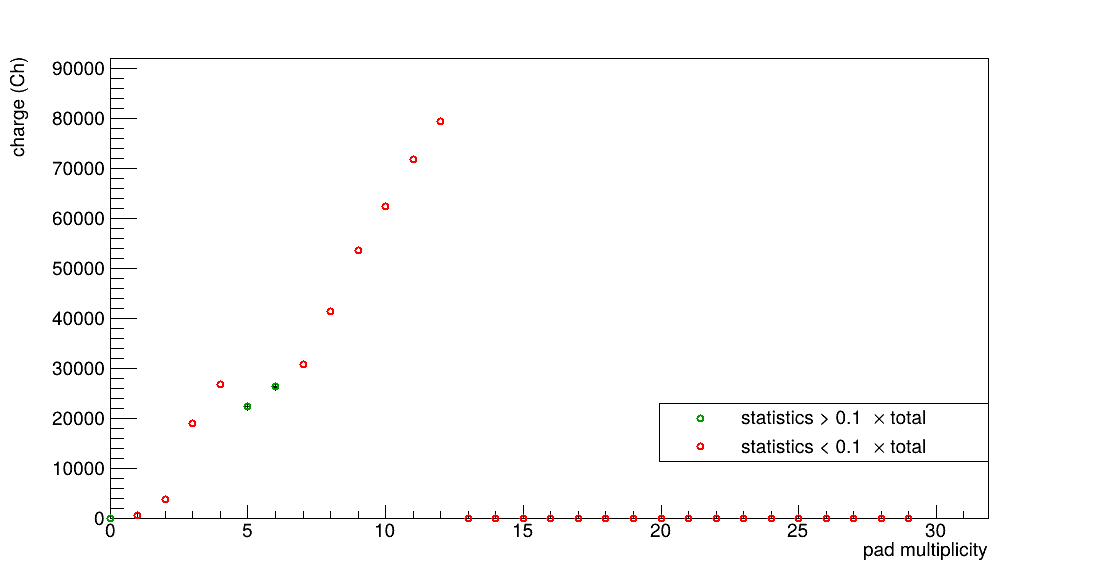 charge (Ch)
90000
80000
70000
60000
50000
40000
30000
20000
10000
0
statistics > 0.1 × total
statistics < 0.1 × total
0 5 10 15 20 25 30
pad multiplicity